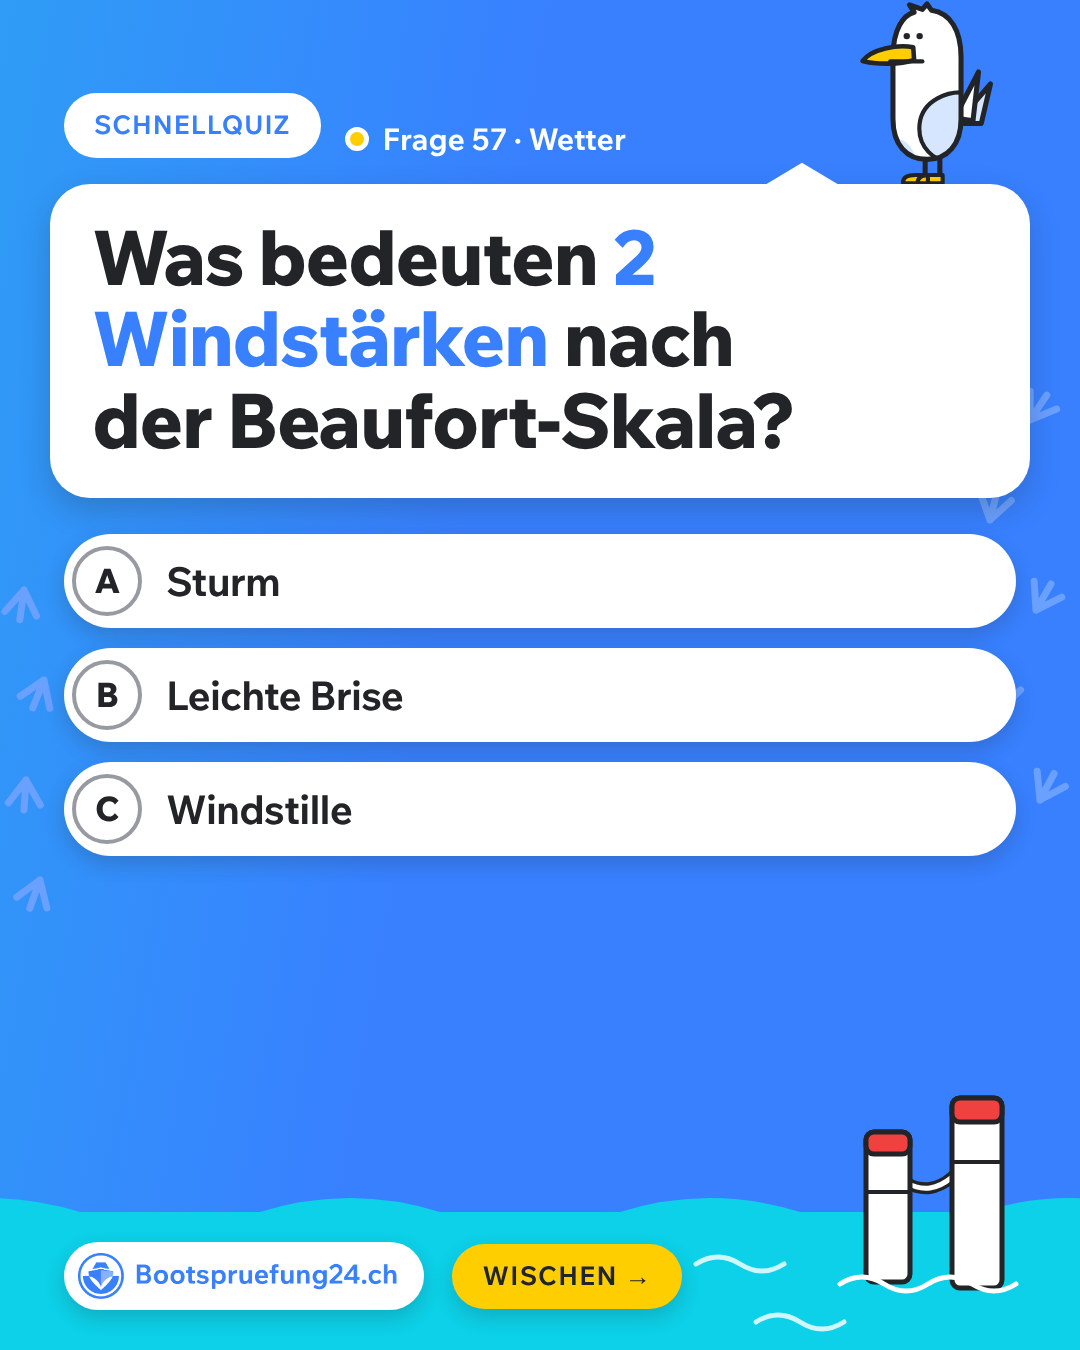 SCHNELLQUIZ
Frage 57 · Wetter
Was bedeuten 2
Windstärken nach
der Beaufort-Skala?
A Sturm
B Leichte Brise
C Windstille
Bootspruefung24.ch
WISCHEN →